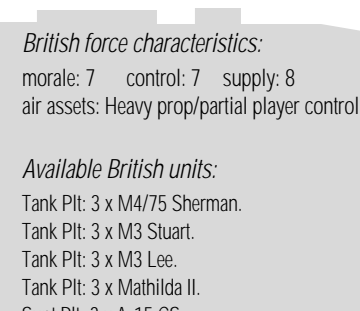 British force characteristics:
morale: 7 control: 7 supply: 8
air assets: Heavy prop/partial player control
Available British units:
Tank Plt: 3 x M4/75 Sherman.
Tank Plt: 3 x M3 Stuart.
Tank Plt: 3 x M3 Lee.
Tank Plt: 3 x Mathilda II.